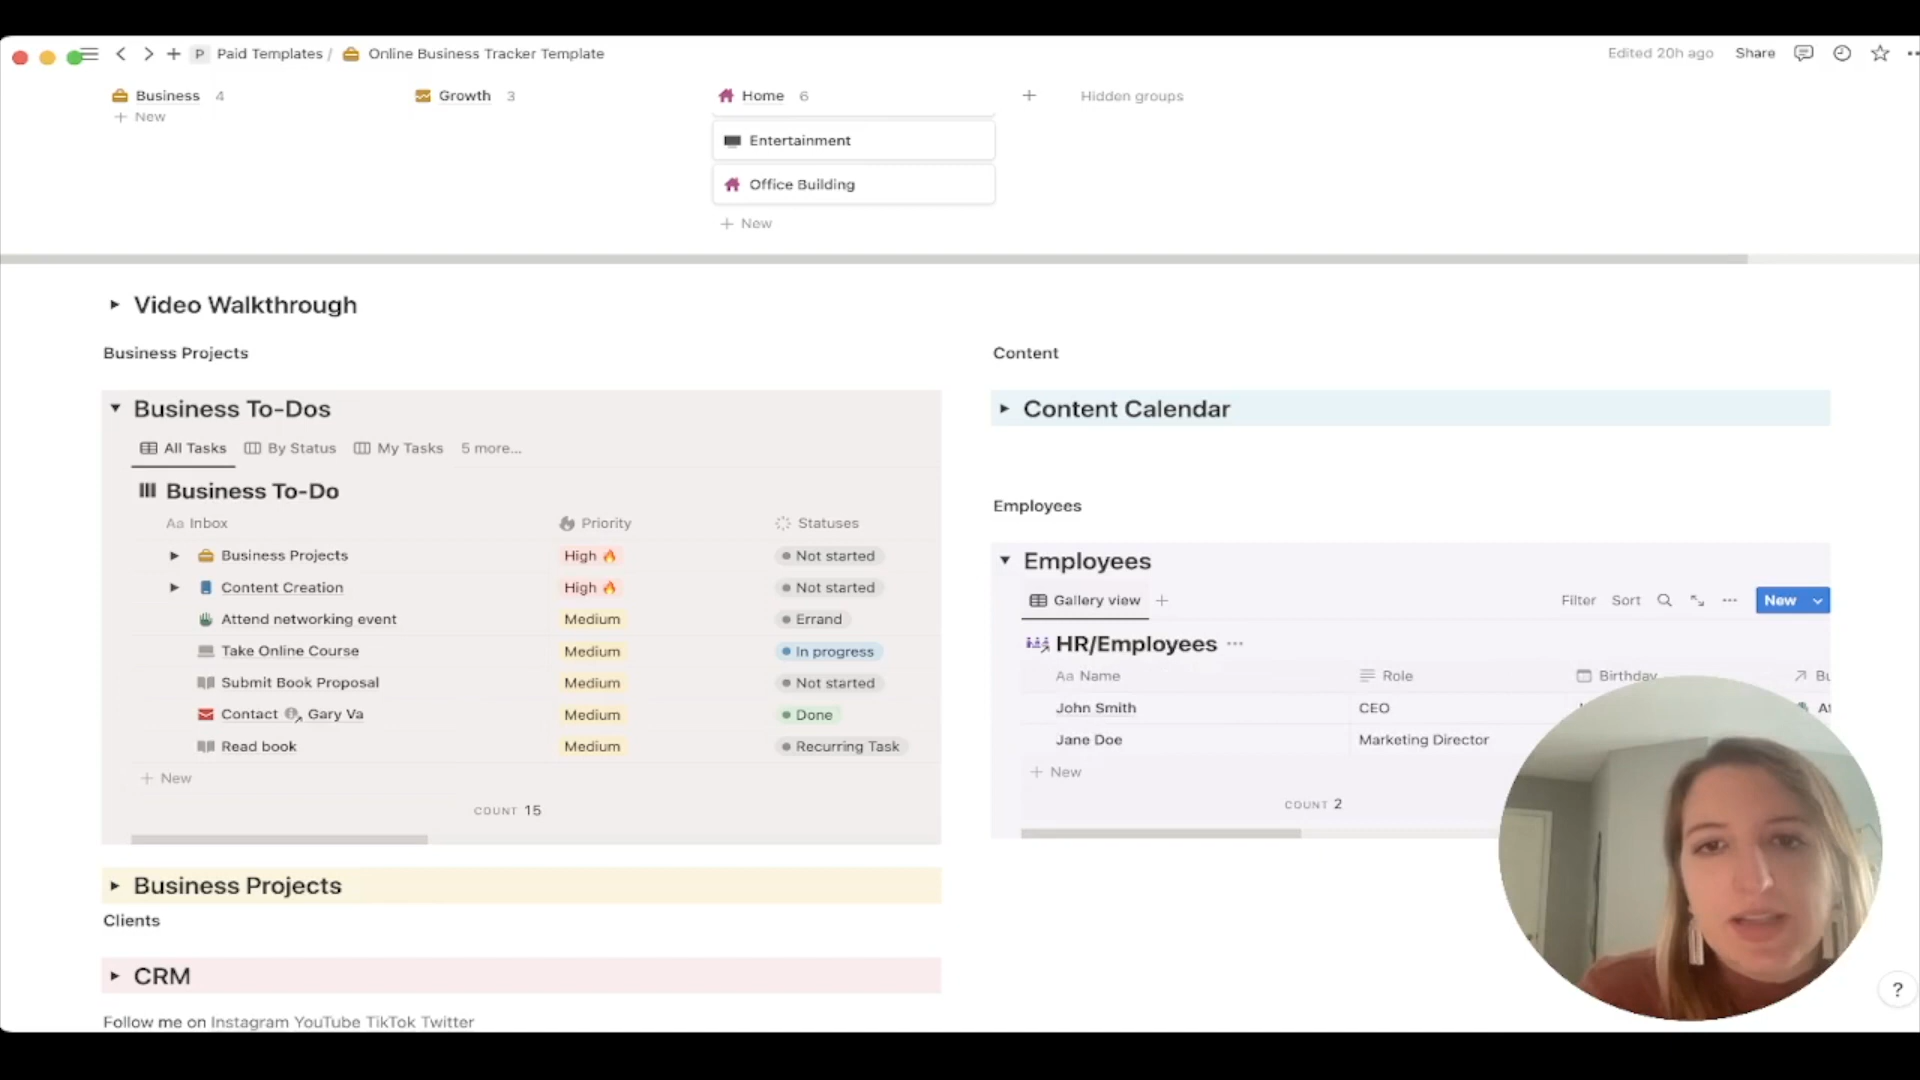 P Paid Templates / Online Business Tracker Template
Edited 20h ago Share
Business 4
+ New
Growth 3
Home 6
Entertainment
Office Building
+ New
+ Hidden groups
Video Walkthrough
Business Projects
Business To-Dos
All Tasks By Status My Tasks 5 more...
Business To-Do
Aa Inbox Priority Statuses
Business Projects High 🔥 Not started
Content Creation High 🔥 Not started
Attend networking event Medium Errand
Take Online Course Medium In progress
Submit Book Proposal Medium Not started
Contact Gary Va Medium Done
Read book Medium Recurring Task
+ New
COUNT 15
Business Projects
Clients
CRM
Follow me on Instagram YouTube TikTok Twitter
Content
Content Calendar
Employees
Employees
Gallery view + Filter Sort ... New
HR/Employees ...
Aa Name Role Birthday
John Smith CEO
Jane Doe Marketing Director
+ New
COUNT 2
?